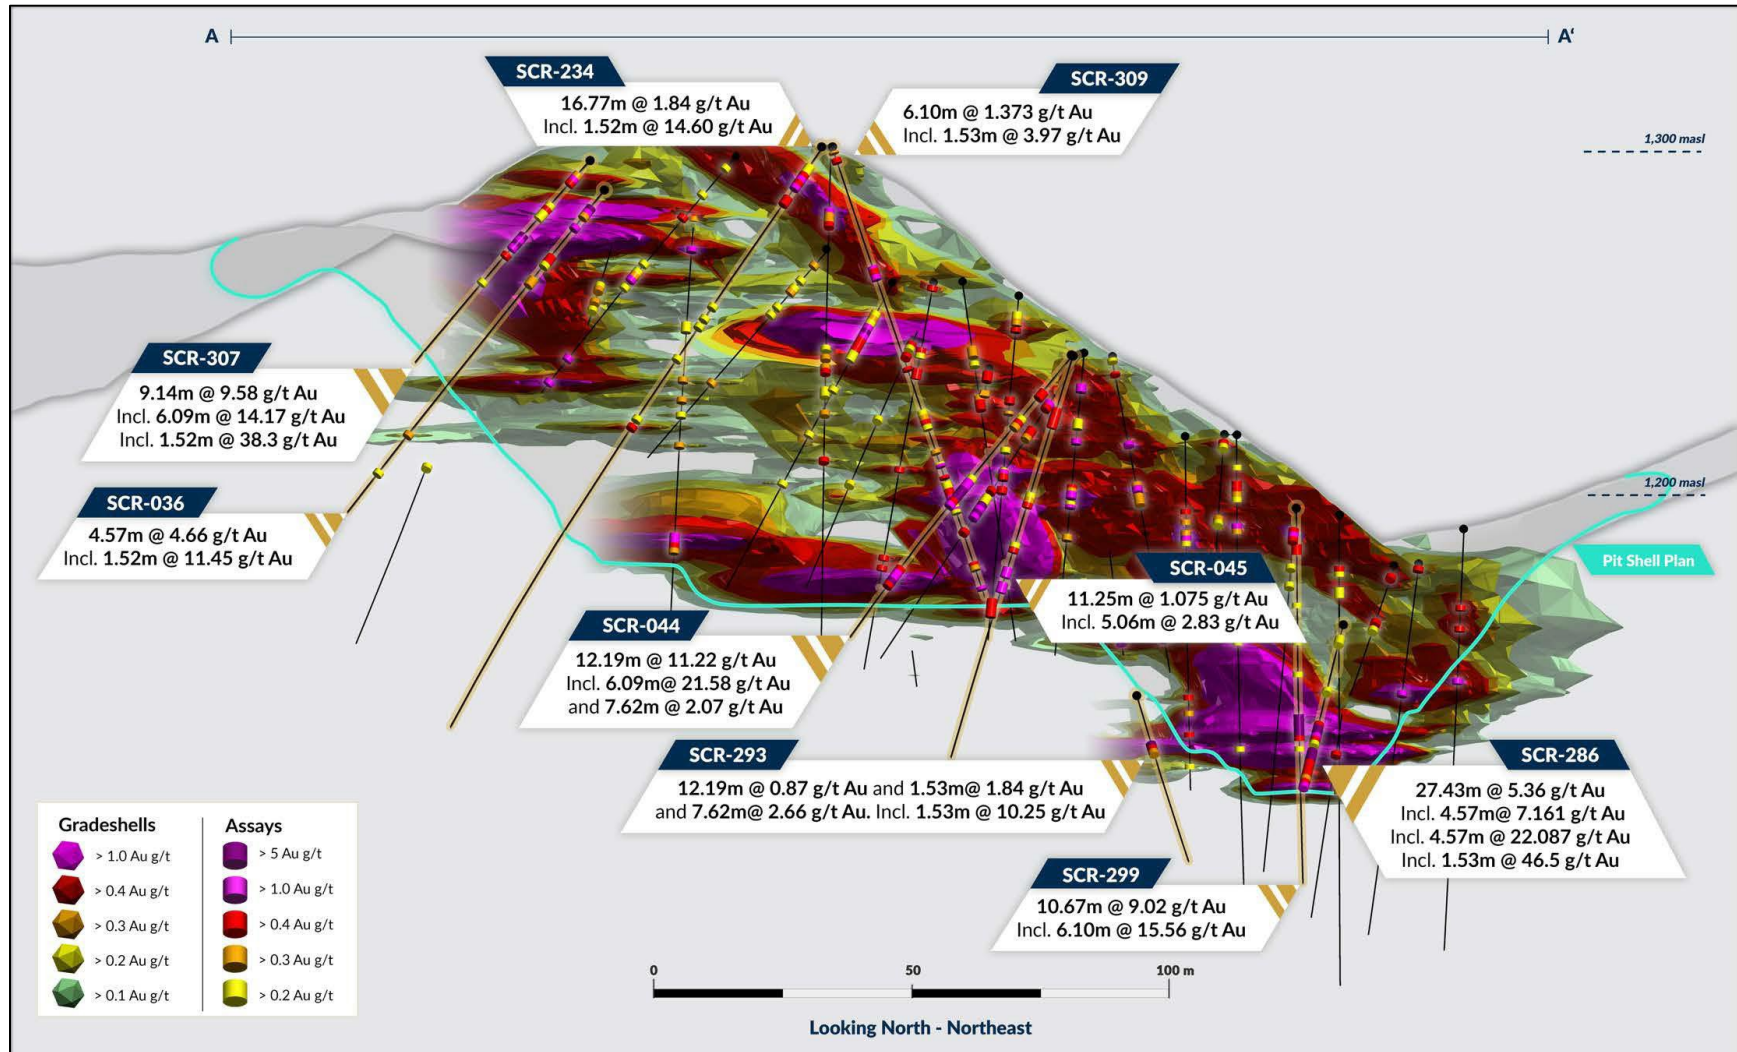 A
A'
SCR-234
16.77m @ 1.84 g/t Au
Incl. 1.52m @ 14.60 g/t Au
SCR-309
6.10m @ 1.373 g/t Au
Incl. 1.53m @ 3.97 g/t Au
1,300 masl
SCR-307
9.14m @ 9.58 g/t Au
Incl. 6.09m @ 14.17 g/t Au
Incl. 1.52m @ 38.3 g/t Au
SCR-036
4.57m @ 4.66 g/t Au
Incl. 1.52m @ 11.45 g/t Au
1,200 masl
Pit Shell Plan
SCR-045
11.25m @ 1.075 g/t Au
Incl. 5.06m @ 2.83 g/t Au
SCR-044
12.19m @ 11.22 g/t Au
Incl. 6.09m@ 21.58 g/t Au
and 7.62m @ 2.07 g/t Au
SCR-293
12.19m @ 0.87 g/t Au and 1.53m@ 1.84 g/t Au
and 7.62m@ 2.66 g/t Au. Incl. 1.53m @ 10.25 g/t Au
SCR-286
27.43m @ 5.36 g/t Au
Incl. 4.57m@ 7.161 g/t Au
Incl. 4.57m @ 22.087 g/t Au
Incl. 1.53m @ 46.5 g/t Au
SCR-299
10.67m @ 9.02 g/t Au
Incl. 6.10m @ 15.56 g/t Au
Gradeshells
> 1.0 Au g/t
> 0.4 Au g/t
> 0.3 Au g/t
> 0.2 Au g/t
> 0.1 Au g/t
Assays
> 5 Au g/t
> 1.0 Au g/t
> 0.4 Au g/t
> 0.3 Au g/t
> 0.2 Au g/t
0 50 100 m
Looking North - Northeast